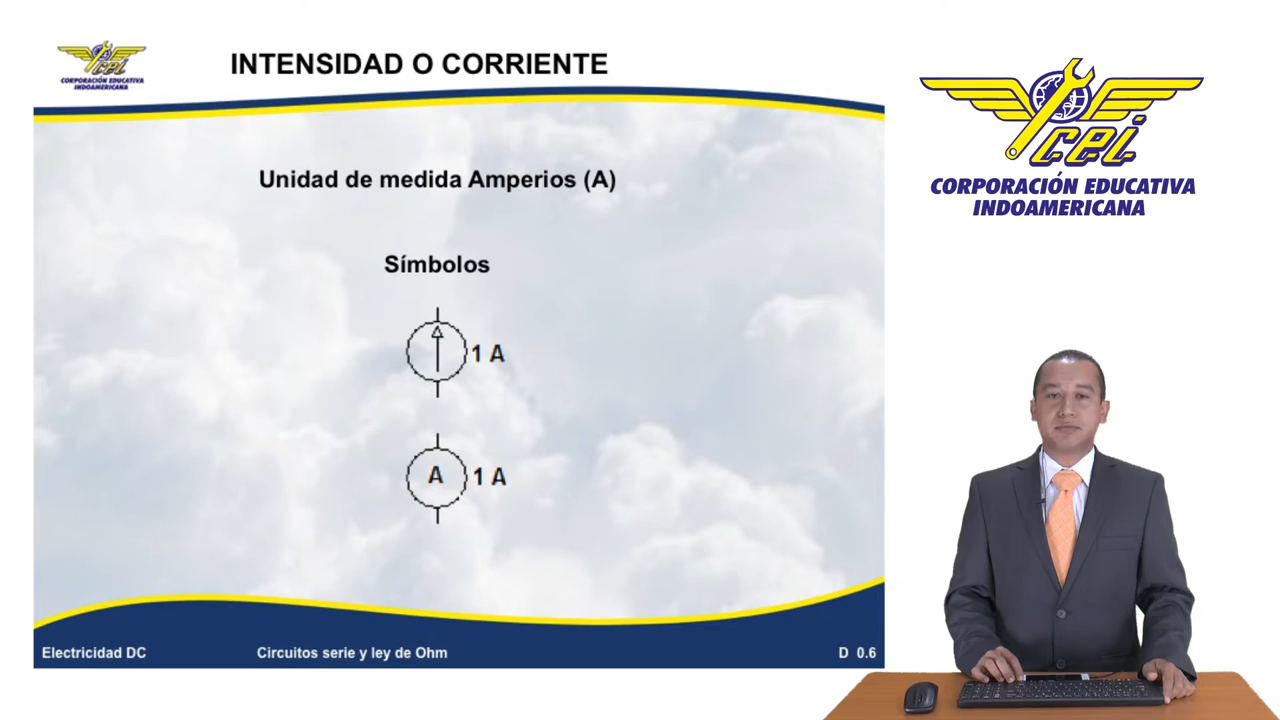 cei
CORPORACIÓN EDUCATIVA
INDOAMERICANA
INTENSIDAD O CORRIENTE
Unidad de medida Amperios (A)
Símbolos
1 A
A 1 A
Electricidad DC Circuitos serie y ley de Ohm D 0.6
cei
CORPORACIÓN EDUCATIVA
INDOAMERICANA